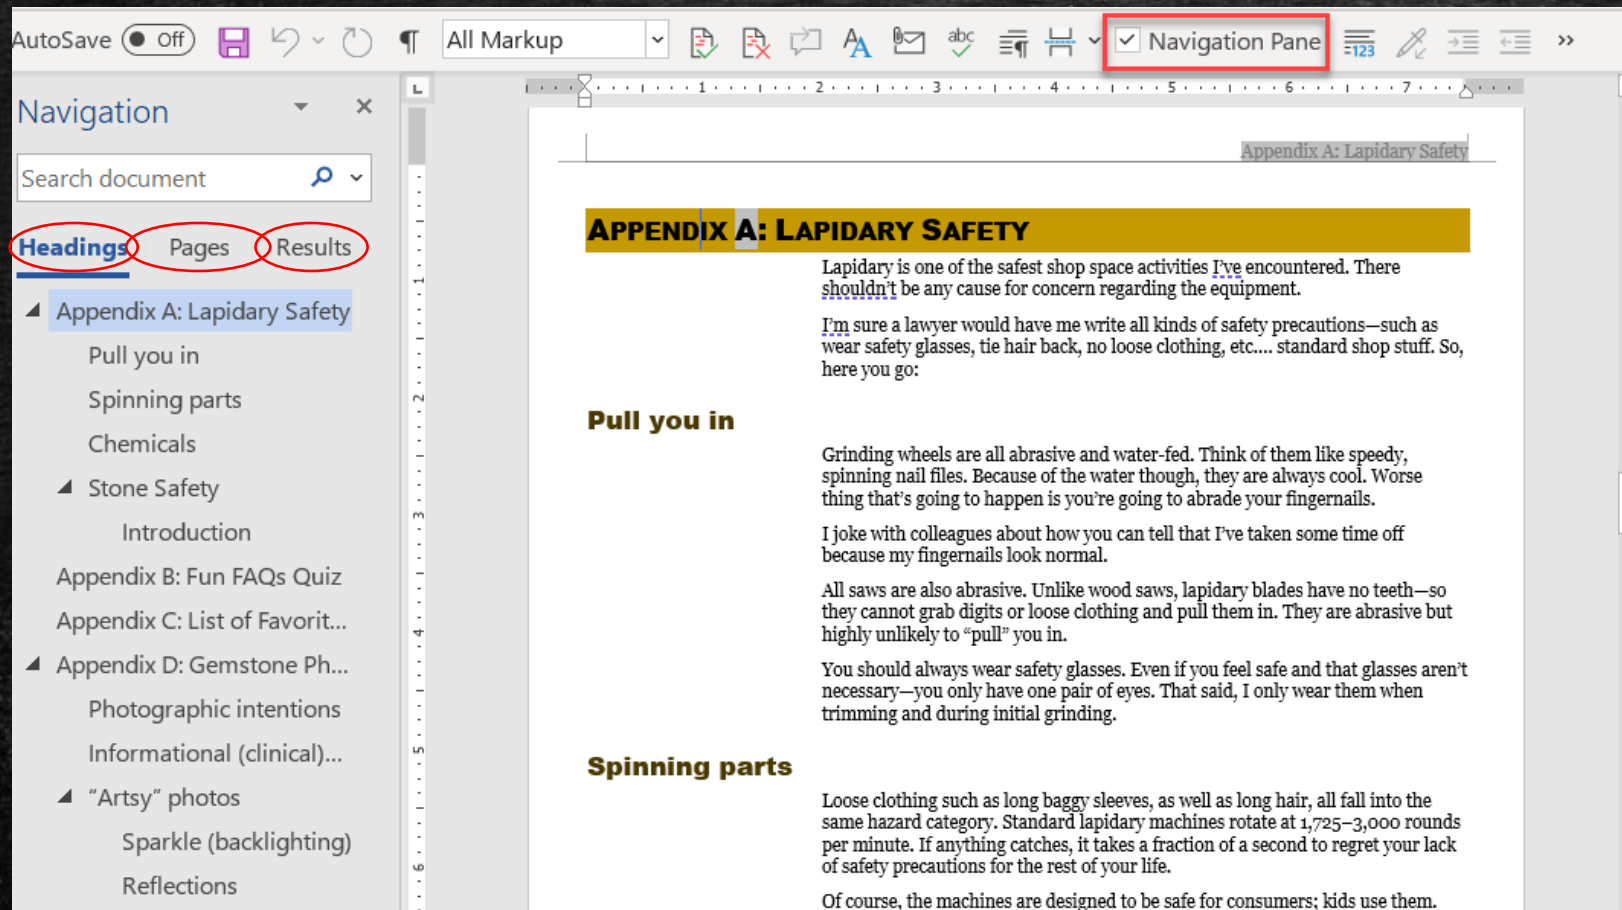 AutoSave Off All Markup abc Navigation Pane 123
Navigation
Search document
Headings Pages Results
Appendix A: Lapidary Safety
Pull you in
Spinning parts
Chemicals
Stone Safety
Introduction
Appendix B: Fun FAQs Quiz
Appendix C: List of Favorit...
Appendix D: Gemstone Ph...
Photographic intentions
Informational (clinical)...
“Artsy” photos
Sparkle (backlighting)
Reflections
L
1 2 3 4 5 6 7
1
2
3
4
5
6
Appendix A: Lapidary Safety
APPENDIX A: LAPIDARY SAFETY
Lapidary is one of the safest shop space activities I’ve encountered. There
shouldn’t be any cause for concern regarding the equipment.
I’m sure a lawyer would have me write all kinds of safety precautions—such as
wear safety glasses, tie hair back, no loose clothing, etc.... standard shop stuff. So,
here you go:
Pull you in
Grinding wheels are all abrasive and water-fed. Think of them like speedy,
spinning nail files. Because of the water though, they are always cool. Worse
thing that’s going to happen is you’re going to abrade your fingernails.
I joke with colleagues about how you can tell that I’ve taken some time off
because my fingernails look normal.
All saws are also abrasive. Unlike wood saws, lapidary blades have no teeth—so
they cannot grab digits or loose clothing and pull them in. They are abrasive but
highly unlikely to “pull” you in.
You should always wear safety glasses. Even if you feel safe and that glasses aren’t
necessary—you only have one pair of eyes. That said, I only wear them when
trimming and during initial grinding.
Spinning parts
Loose clothing such as long baggy sleeves, as well as long hair, all fall into the
same hazard category. Standard lapidary machines rotate at 1,725–3,000 rounds
per minute. If anything catches, it takes a fraction of a second to regret your lack
of safety precautions for the rest of your life.
Of course, the machines are designed to be safe for consumers; kids use them.